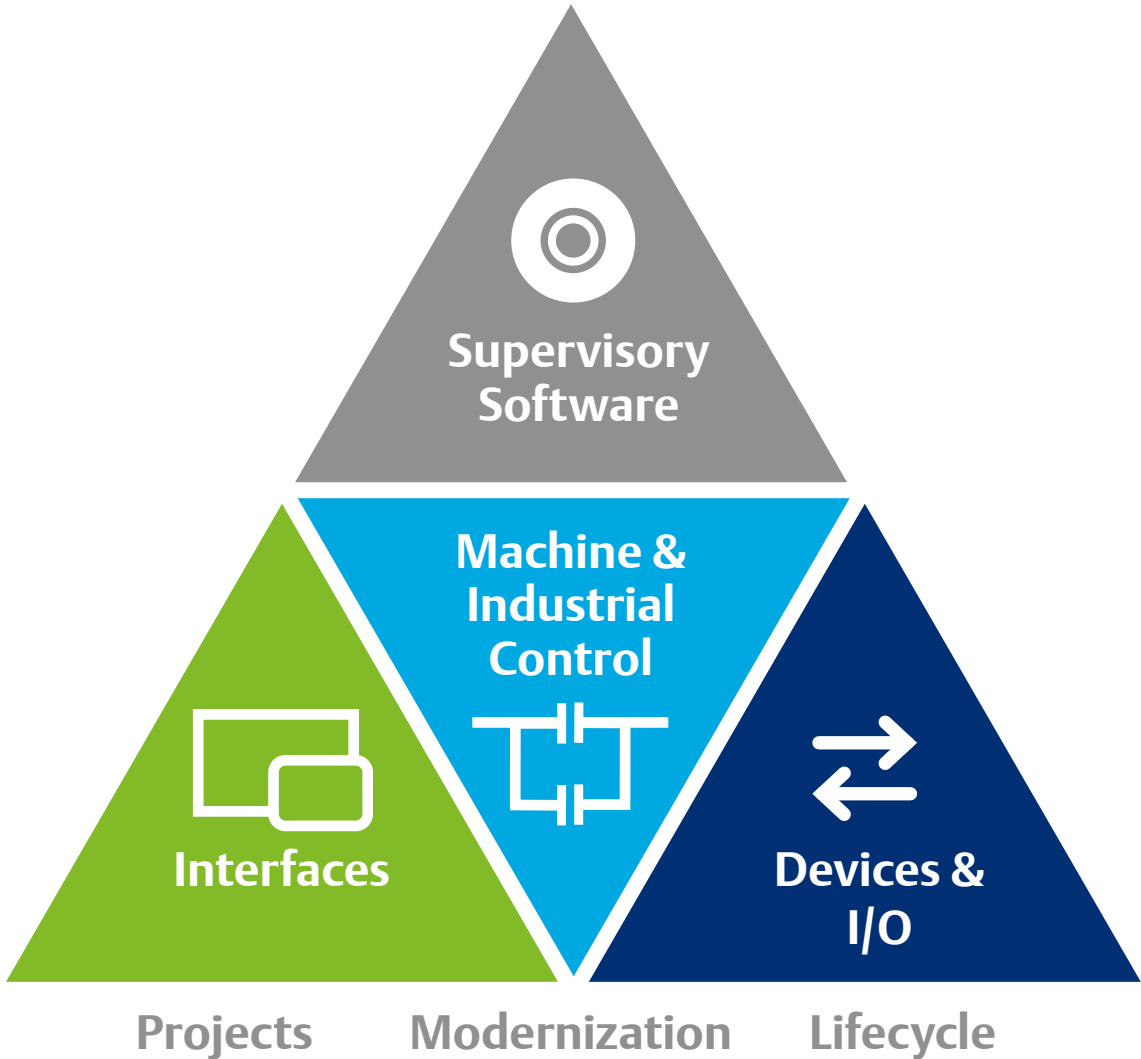 Supervisory
Software
Machine &
Industrial
Control
Interfaces
Devices &
I/O
Projects
Modernization
Lifecycle